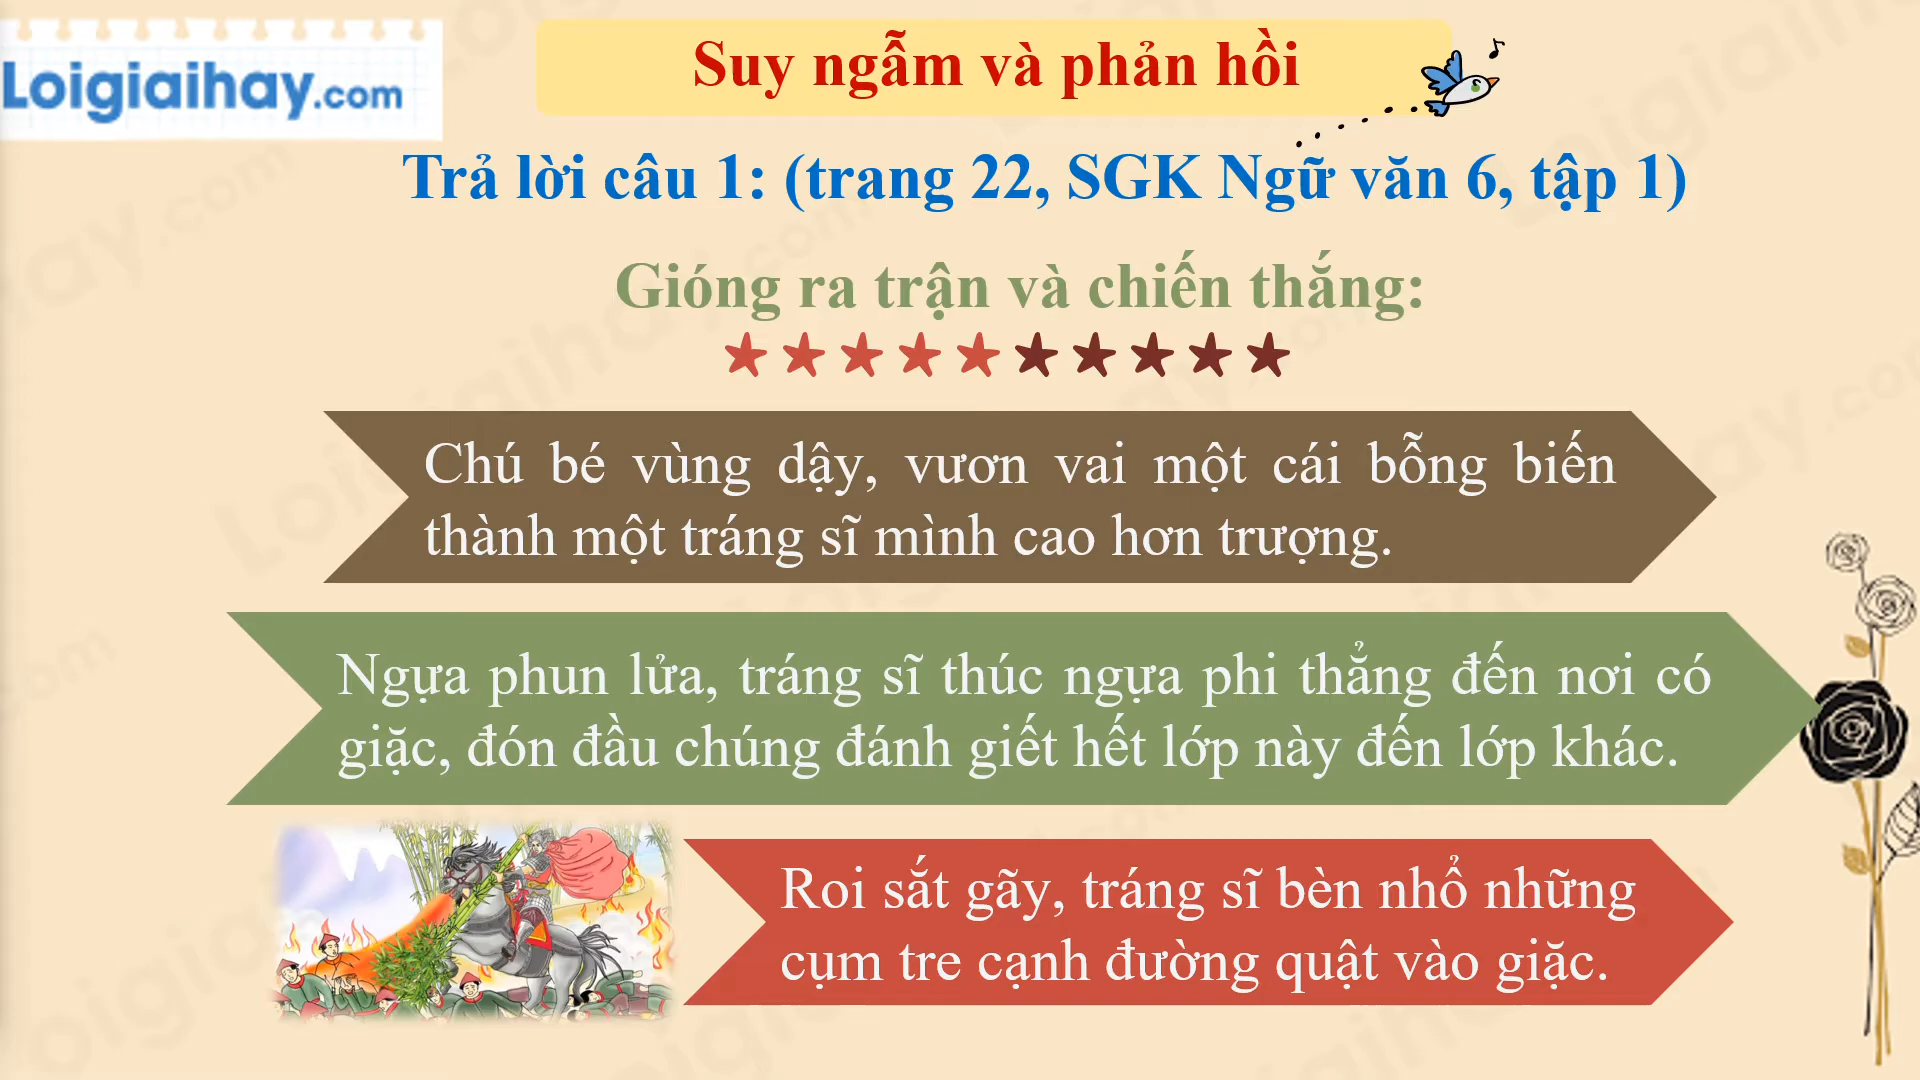 Loigiaihay.com
Suy ngẫm và phản hồi
Trả lời câu 1: (trang 22, SGK Ngữ văn 6, tập 1)
Gióng ra trận và chiến thắng:
Chú bé vùng dậy, vươn vai một cái bỗng biến
thành một tráng sĩ mình cao hơn trượng.
Ngựa phun lửa, tráng sĩ thúc ngựa phi thẳng đến nơi có
giặc, đón đầu chúng đánh giết hết lớp này đến lớp khác.
Roi sắt gãy, tráng sĩ bèn nhổ những
cụm tre cạnh đường quật vào giặc.